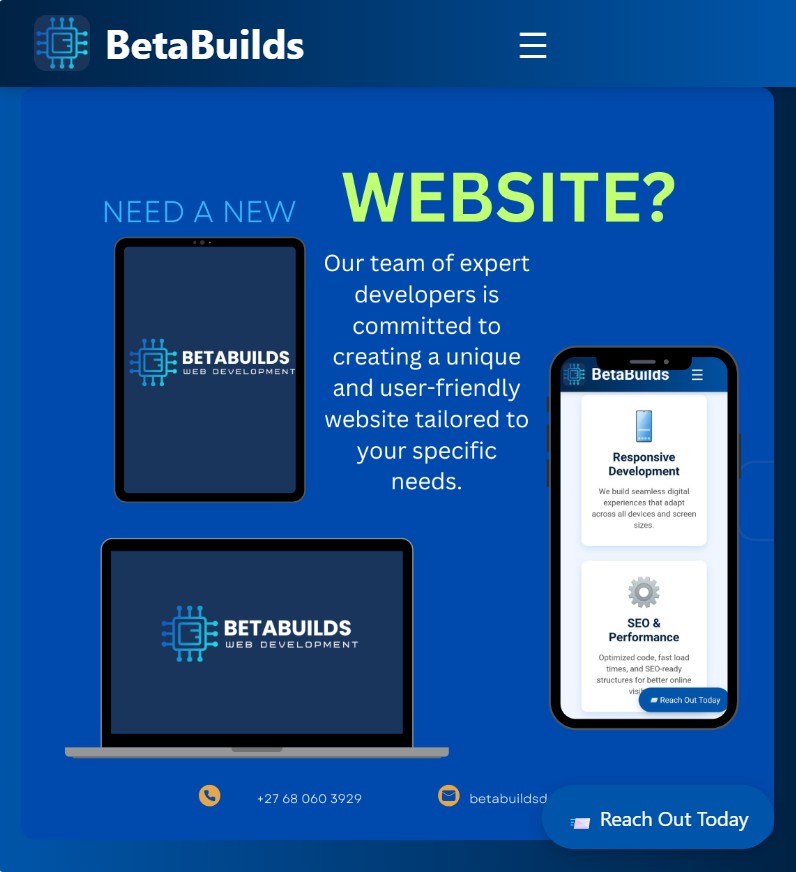 BetaBuilds
NEED A NEW WEBSITE?
Our team of expert
developers is
committed to
creating a unique
and user-friendly
website tailored to
your specific
needs.
BETABUILDS
WEB DEVELOPMENT
BetaBuilds
Responsive
Development
We build seamless digital
experiences that adapt
across all devices and screen
sizes.
SEO &
Performance
Optimized code, fast load
times, and SEO-ready
structures for better online
Reach Out Today
BETABUILDS
WEB DEVELOPMENT
+27 68 060 3929
betabuildsd
Reach Out Today